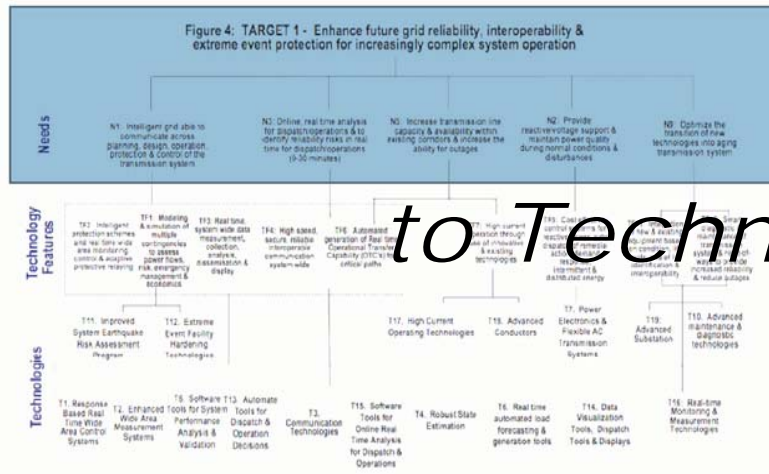 Figure 4: TARGET 1 - Enhance future grid reliability, interoperability &
extreme event protection for increasingly complex system operation
Needs
N1: Intelligent grid able to
communicate across
planning, design, operation,
protection & control of the
transmission system
N3: Online, real time analysis
for dispatch/operations & to
identify reliability risks in real
time for dispatch/operations
N5: Increase transmission line
capacity & availability within
existing corridors & increase the
ability for outages
N2: Provide
reactive/voltage support &
maintain power quality
during normal conditions &
disturbances
Optimize the
transition of new
technologies into aging
transmission system
Technology
Features
TF2: Intelligent
protection schemes
and real time wide
area monitoring,
control & adaptive
protective relaying
TF1: Modeling
& simulation of
multiple
contingencies
to assess
power flows,
risk, emergency
management &
economics
TF3: Real time,
system wide data
measurement,
collection,
analysis,
dissemination &
display
TF4: High speed,
secure, reliable
interoperable
communication
system wide
TF6: Automated
generation of Real time
Operational Transfer
Capability (OTC's) for
critical paths
High current
operation through
use of innovative
& existing
technologies
intermittent &
distributed energy
interoperability
increased reliability
& reduce outages
to Techn
T11: Improved
System Earthquake
Risk Assessment
Program
T12: Extreme
Event Facility
Hardening
Technologies
T17: High Current
Operating Technologies
T18: Advanced
Conductors
T7: Power
Electronics &
Flexible AC
Transmission
Systems
T19:
Advanced
Substation
T10: Advanced
maintenance &
diagnostic
technologies
Technologies
T1. Response
Based Real
Time Wide
Area Control
Systems
T2. Enhanced
Wide Area
Measurement
Systems
T5. Software
Tools for System
Performance
Analysis &
Validation
T13. Automate
Tools for
Dispatch &
Operation
Decisions
T3.
Communication
Technologies
T15. Software
Tools for
Online Real
Time Analysis
for Dispatch &
Operations
T4. Robust State
Estimation
T6. Real time
automated load
forecasting &
generation tools
T14. Data
Visualization
Tools, Dispatch
Tools & Displays
T16: Real-time
Monitoring &
Measurement
Technologies